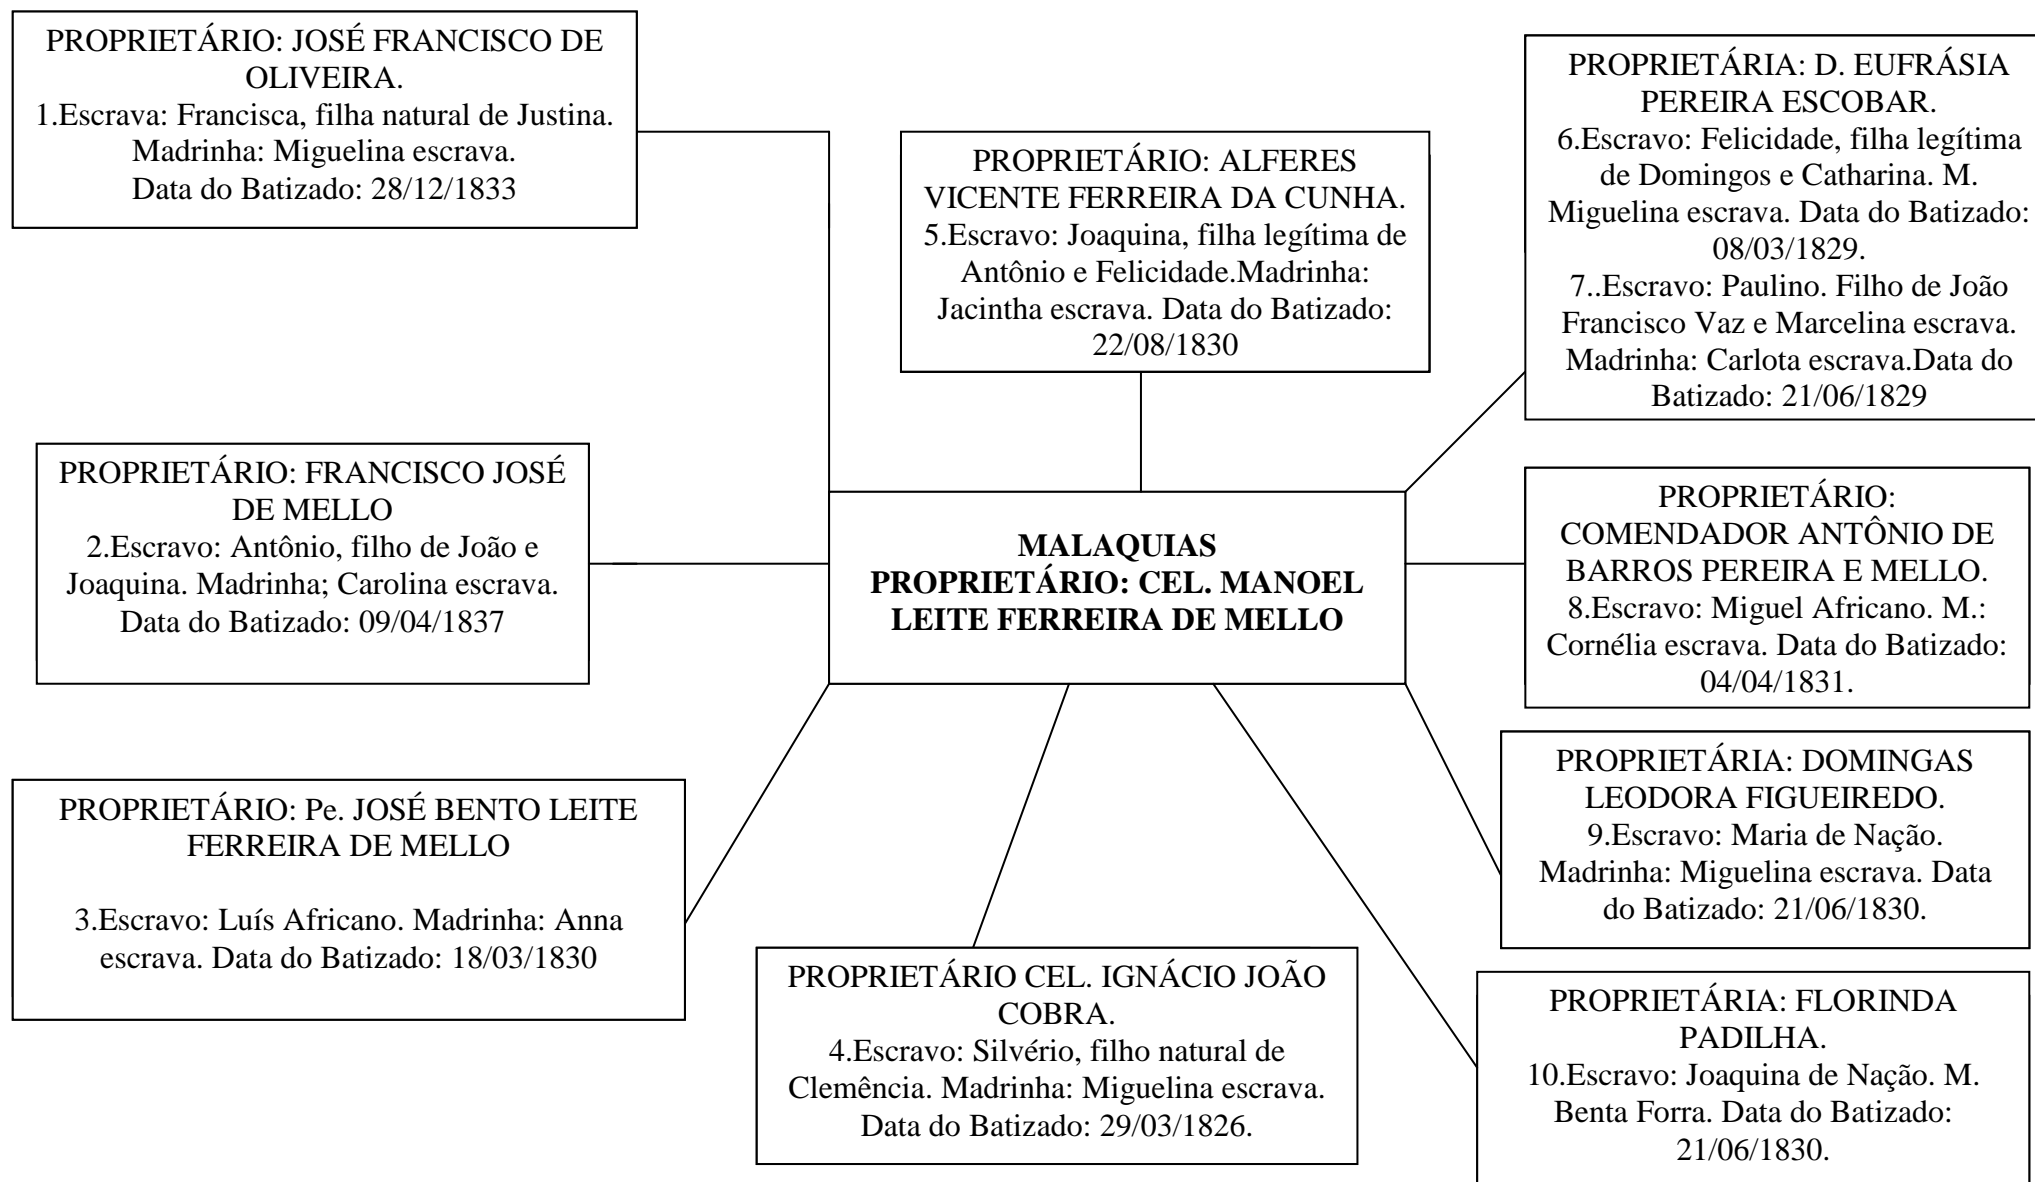 PROPRIETÁRIO: JOSÉ FRANCISCO DE
OLIVEIRA.
1.Escrava: Francisca, filha natural de Justina.
Madrinha: Miguelina escrava.
Data do Batizado: 28/12/1833
PROPRIETÁRIO: FRANCISCO JOSÉ
DE MELLO
2.Escravo: Antônio, filho de João e
Joaquina. Madrinha; Carolina escrava.
Data do Batizado: 09/04/1837
PROPRIETÁRIO: Pe. JOSÉ BENTO LEITE
FERREIRA DE MELLO
3.Escravo: Luís Africano. Madrinha: Anna
escrava. Data do Batizado: 18/03/1830
PROPRIETÁRIO CEL. IGNÁCIO JOÃO
COBRA.
4.Escravo: Silvério, filho natural de
Clemência. Madrinha: Miguelina escrava.
Data do Batizado: 29/03/1826.
PROPRIETÁRIO: ALFERES
VICENTE FERREIRA DA CUNHA.
5.Escravo: Joaquina, filha legítima de
Antônio e Felicidade.Madrinha:
Jacintha escrava. Data do Batizado:
22/08/1830
MALAQUIAS
PROPRIETÁRIO: CEL. MANOEL
LEITE FERREIRA DE MELLO
PROPRIETÁRIA: D. EUFRÁSIA
PEREIRA ESCOBAR.
6.Escravo: Felicidade, filha legítima
de Domingos e Catharina. M.
Miguelina escrava. Data do Batizado:
08/03/1829.
7..Escravo: Paulino. Filho de João
Francisco Vaz e Marcelina escrava.
Madrinha: Carlota escrava.Data do
Batizado: 21/06/1829
PROPRIETÁRIO:
COMENDADOR ANTÔNIO DE
BARROS PEREIRA E MELLO.
8.Escravo: Miguel Africano. M.:
Cornélia escrava. Data do Batizado:
04/04/1831.
PROPRIETÁRIA: DOMINGAS
LEODORA FIGUEIREDO.
9.Escravo: Maria de Nação.
Madrinha: Miguelina escrava. Data
do Batizado: 21/06/1830.
PROPRIETÁRIA: FLORINDA
PADILHA.
10.Escravo: Joaquina de Nação. M.
Benta Forra. Data do Batizado:
21/06/1830.